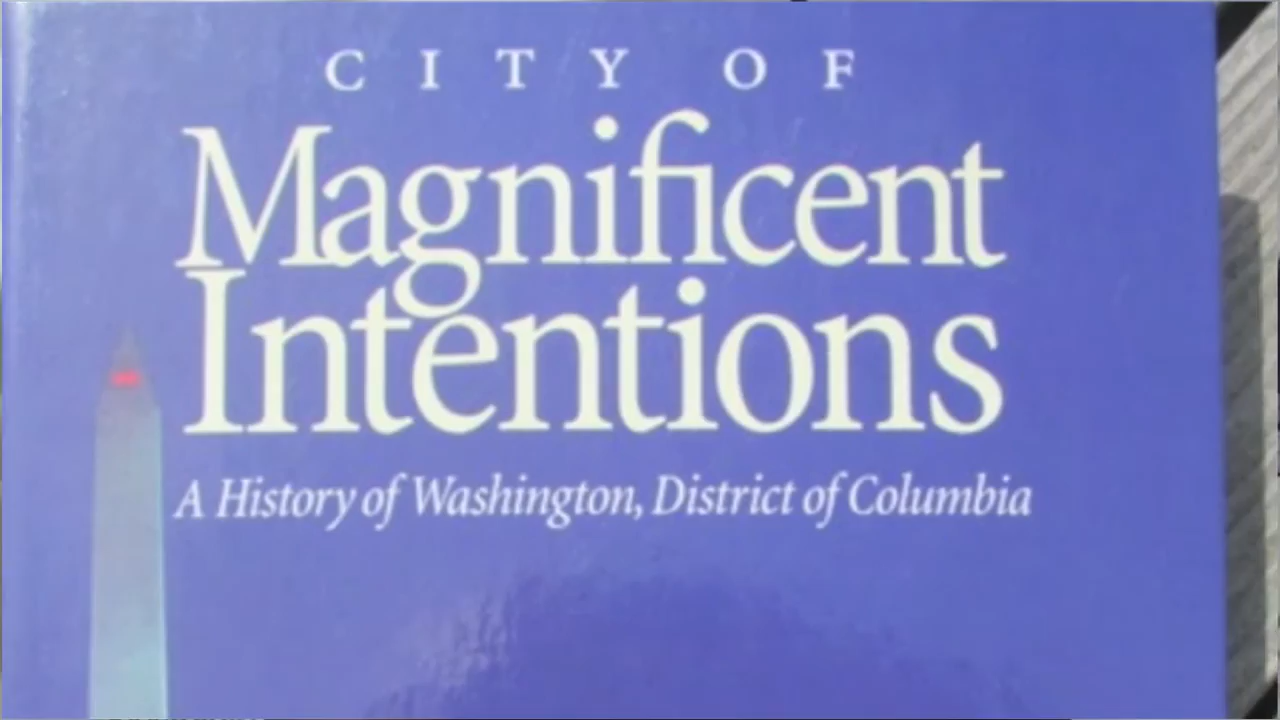 CITY OF
Magnificent
Intentions
A History of Washington, District of Columbia